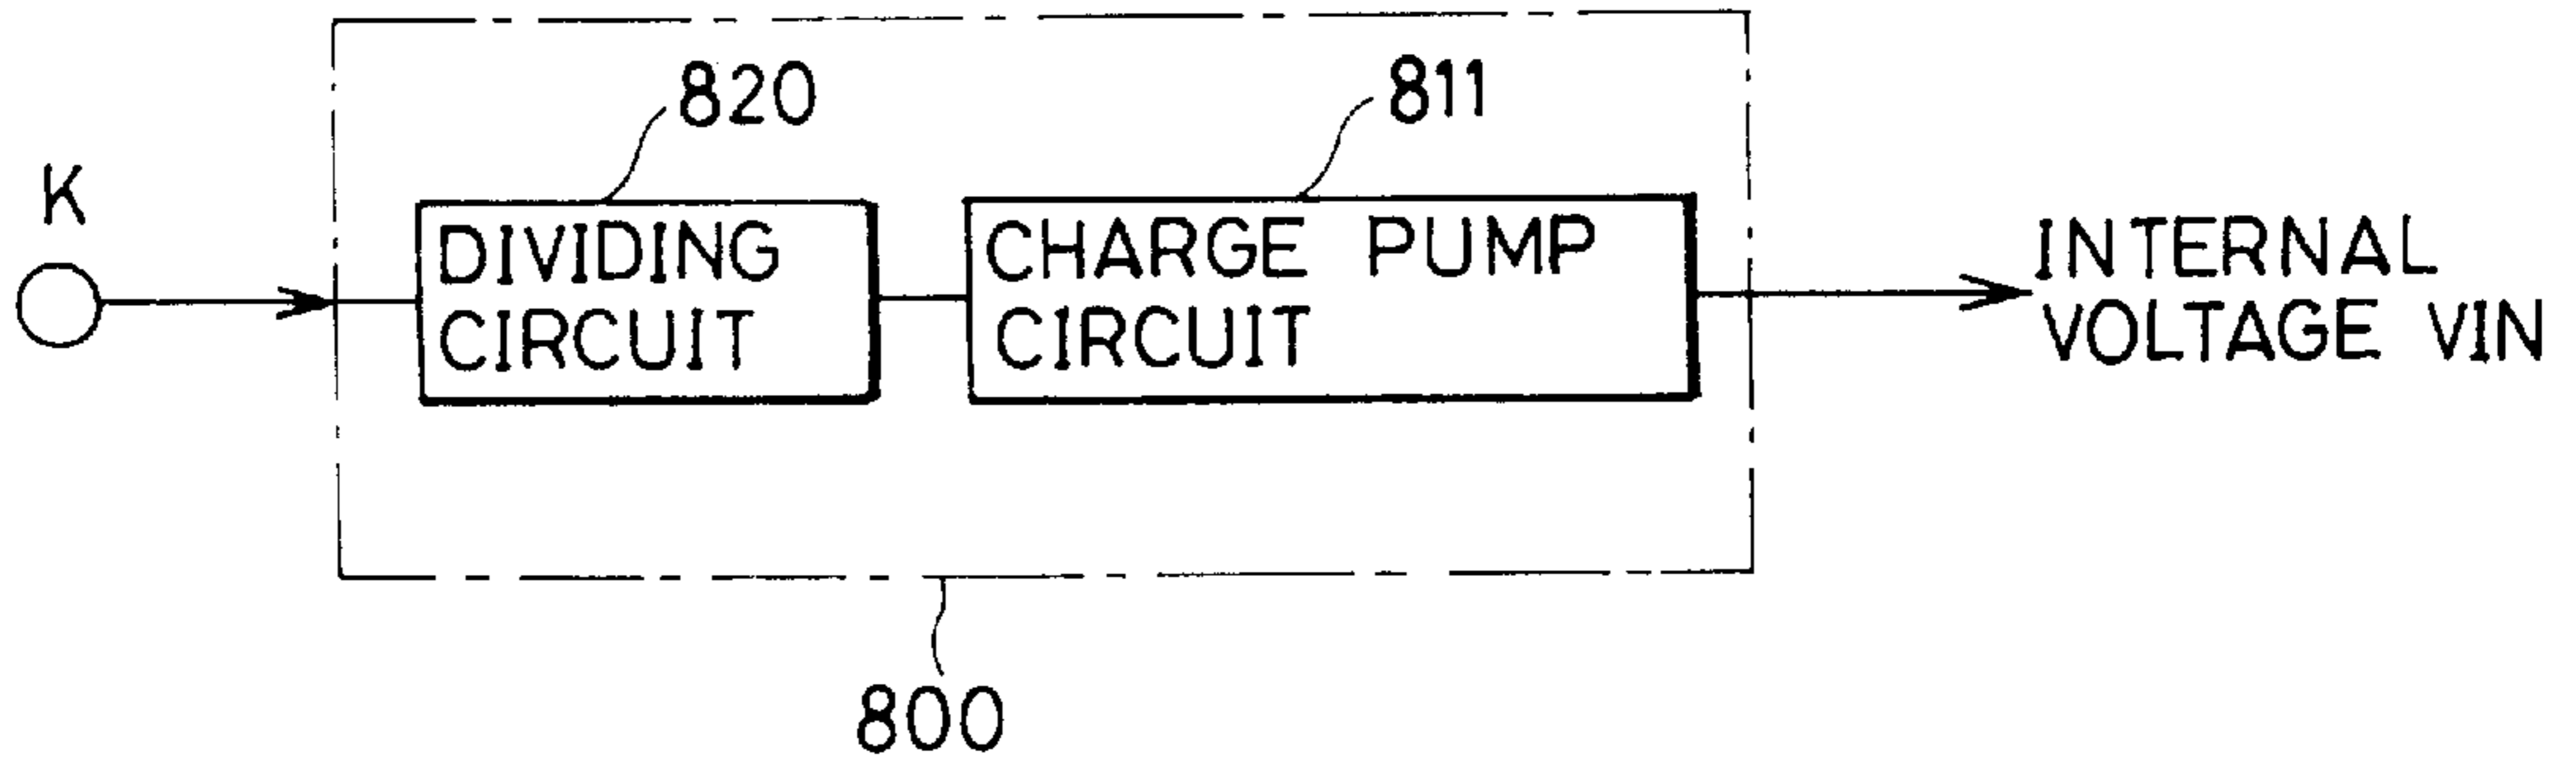 820
811
K
DIVIDING
CIRCUIT
CHARGE PUMP
CIRCUIT
INTERNAL
VOLTAGE VIN
800